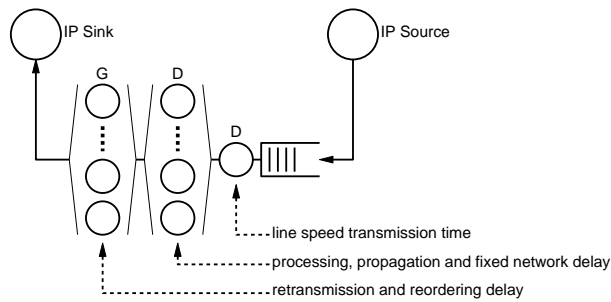 IP Sink
IP Source
G
D
D
line speed transmission time
processing, propagation and fixed network delay
retransmission and reordering delay